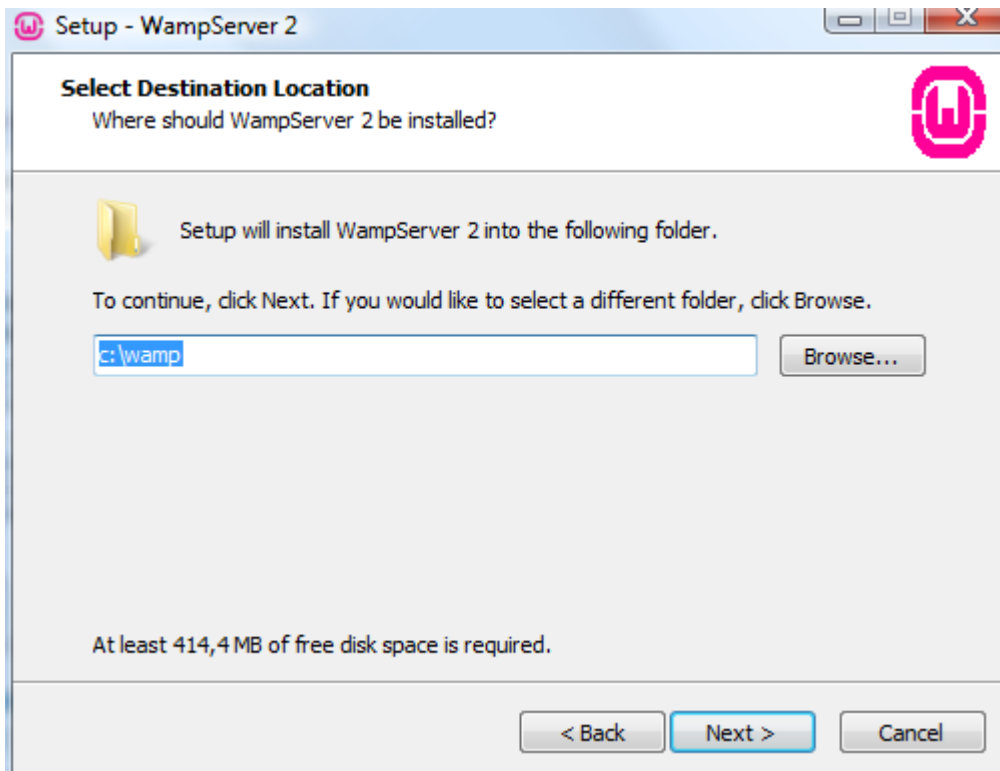 Setup - WampServer 2
Select Destination Location
Where should WampServer 2 be installed?
Setup will install WampServer 2 into the following folder.
To continue, click Next. If you would like to select a different folder, click Browse.
c:\wamp
Browse...
At least 414,4 MB of free disk space is required.
< Back
Next >
Cancel